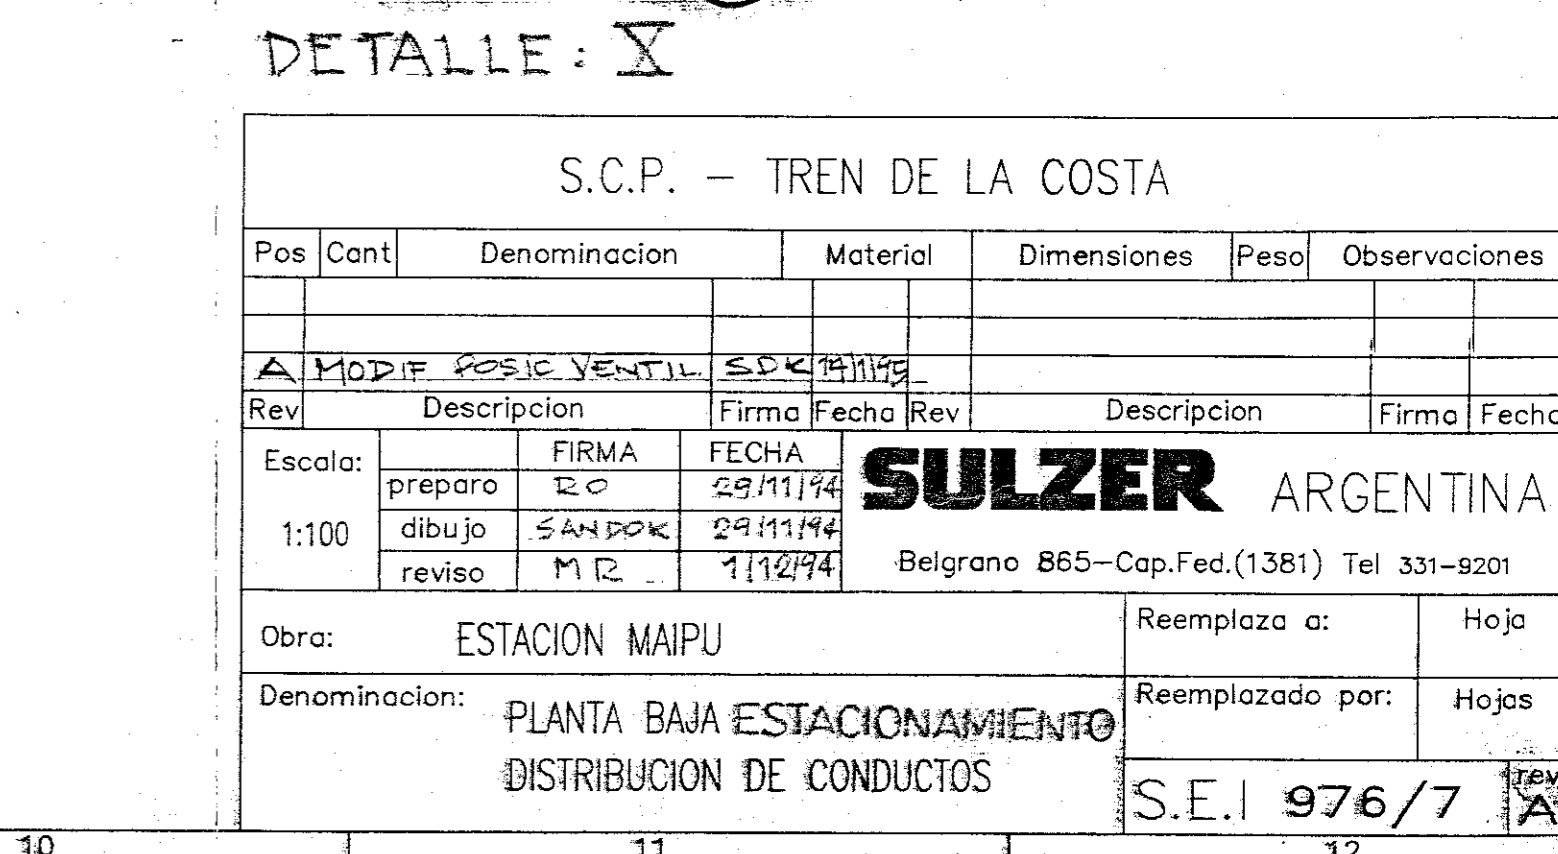 DETALLE: X
S.C.P. – TREN DE LA COSTA
Pos Cant Denominacion Material Dimensiones Peso Observaciones
A MODIF POSIC VENTIL. SDK 14/1/95
Rev Descripcion Firma Fecha Rev Descripcion Firma Fecha
Escala: FIRMA FECHA
preparo RO 29/11/94
1:100 dibujo SANDOK 29/11/94
reviso MR 1/12/94
SULZER ARGENTINA
Belgrano 865–Cap.Fed.(1381) Tel 331–9201
Obra: ESTACION MAIPU
Reemplaza a: Hoja
Denominacion: PLANTA BAJA ESTACIONAMIENTO
DISTRIBUCION DE CONDUCTOS
Reemplazado por: Hojas
S.E.I 976/7 rev A
10 11 12